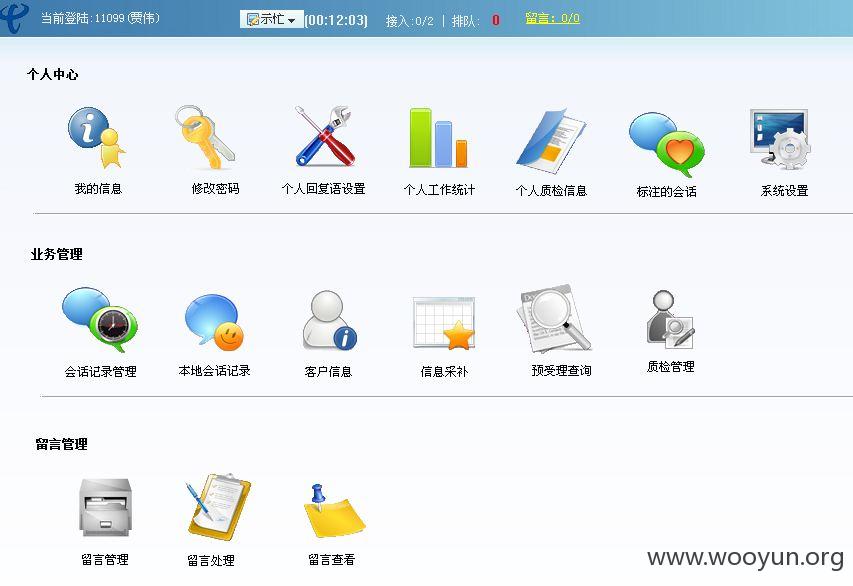 当前登陆:11099(贾伟)
示忙
(00:12:03)
接入:0/2 | 排队: 0
留言: 0/0
个人中心
我的信息
修改密码
个人回复语设置
个人工作统计
个人质检信息
标注的会话
系统设置
业务管理
会话记录管理
本地会话记录
客户信息
信息采补
预受理查询
质检管理
留言管理
留言管理
留言处理
留言查看
www.wooyun.org